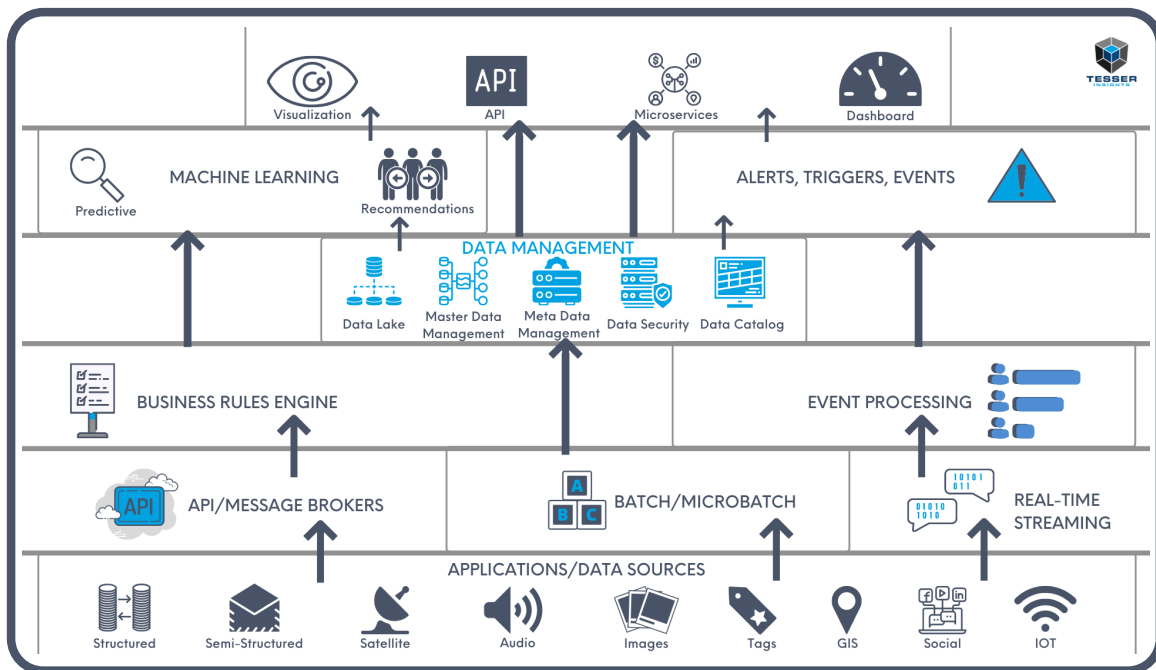 TESSER
INSIGHTS
API
Visualization
API
Microservices
Dashboard
MACHINE LEARNING
Predictive
Recommendations
ALERTS, TRIGGERS, EVENTS
DATA MANAGEMENT
Data Lake
Master Data
Management
Meta Data
Management
Data Security
Data Catalog
BUSINESS RULES ENGINE
EVENT PROCESSING
API
API/MESSAGE BROKERS
A
B C
BATCH/MICROBATCH
10101
011
01010
1010
REAL-TIME
STREAMING
APPLICATIONS/DATA SOURCES
Structured
Semi-Structured
Satellite
Audio
Images
Tags
GIS
Social
IOT